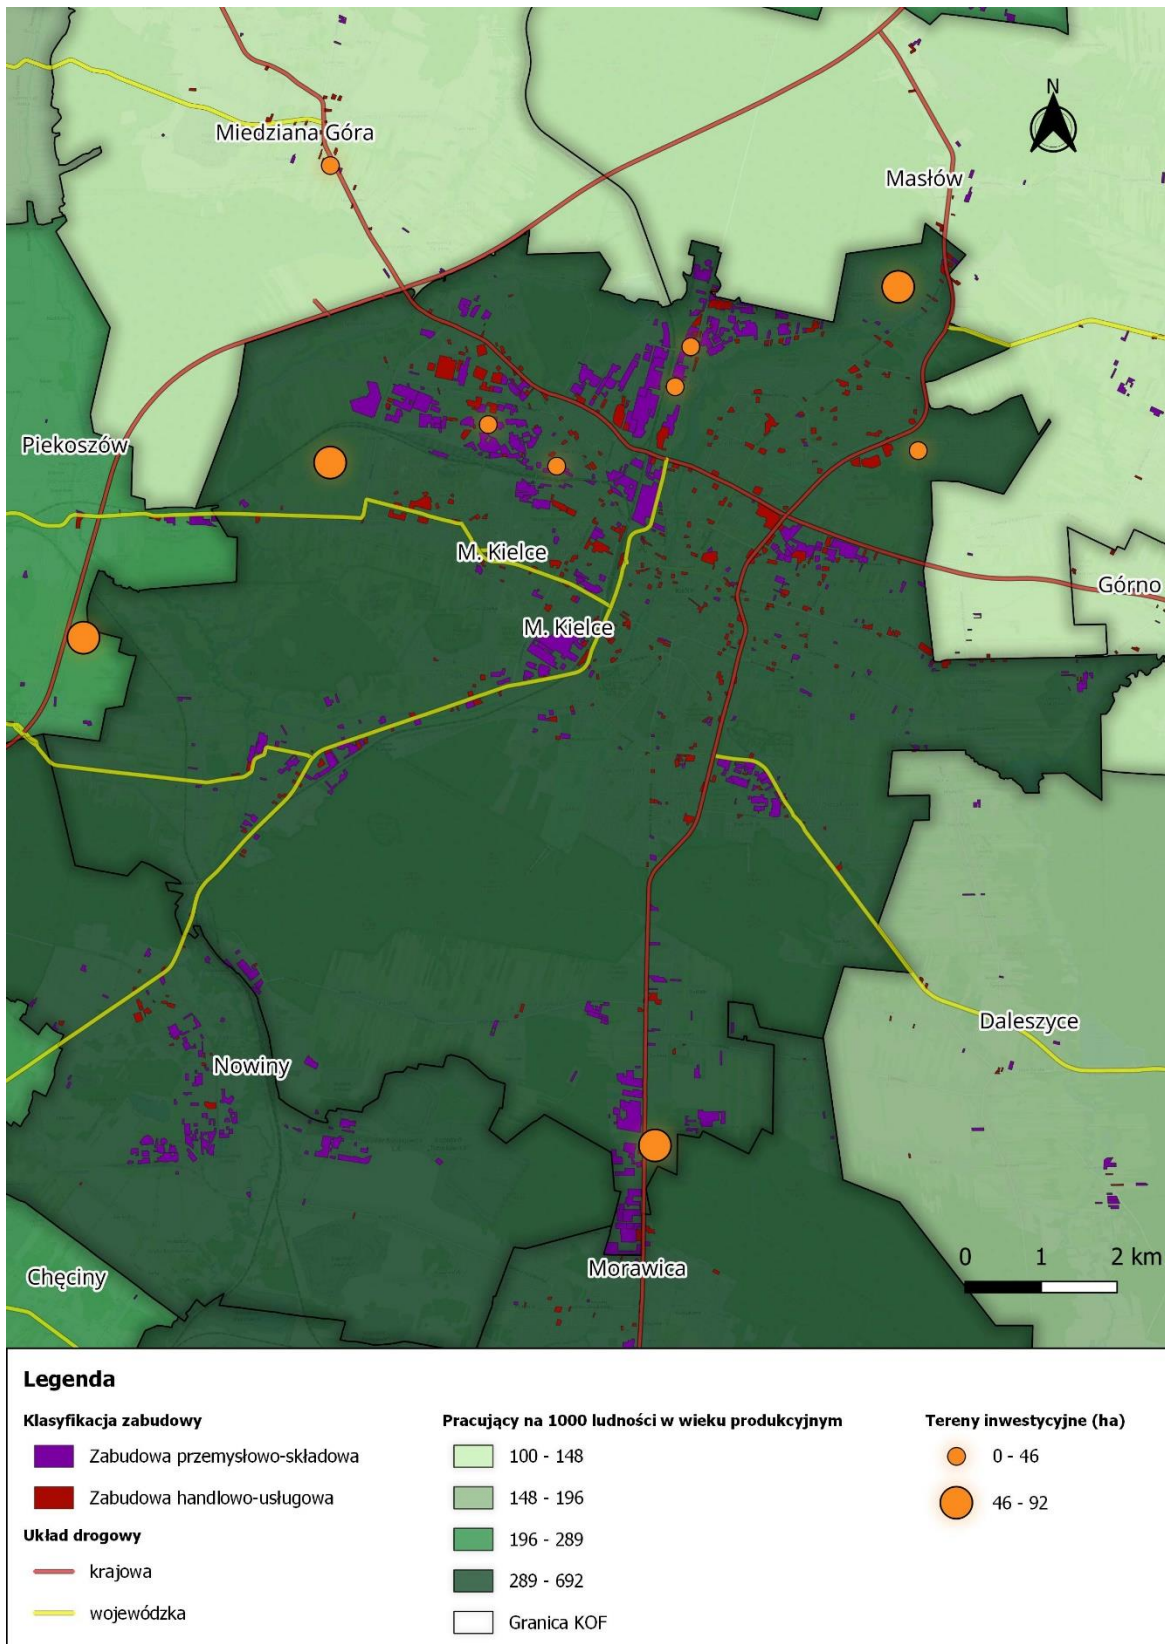 N
Miedziana Góra
Masłów
Piekoszów
M. Kielce
Górno
M. Kielce
Daleszyce
Nowiny
0 1 2 km
Morawica
Chęciny
Legenda
Klasyfikacja zabudowy
Zabudowa przemysłowo-składowa
Zabudowa handlowo-usługowa
Układ drogowy
krajowa
wojewódzka
Pracujący na 1000 ludności w wieku produkcyjnym
100 - 148
148 - 196
196 - 289
289 - 692
Granica KOF
Tereny inwestycyjne (ha)
0 - 46
46 - 92